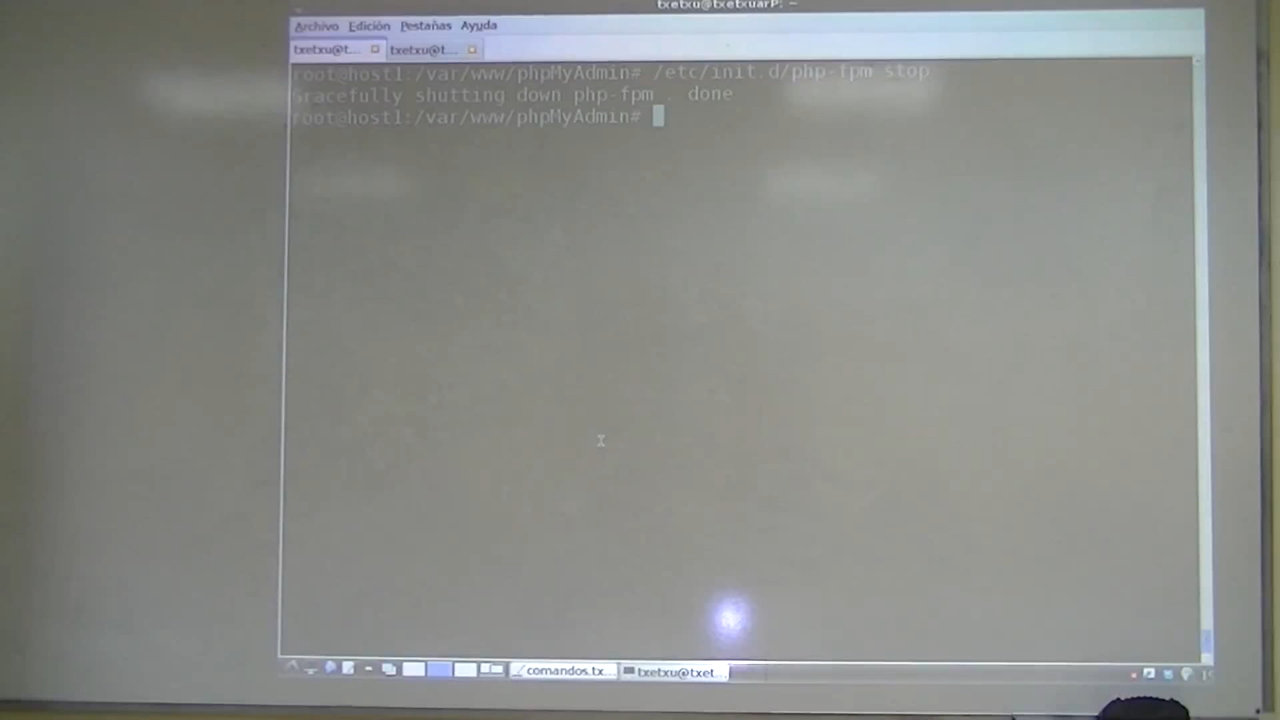 txetxu@txetxuarP: ~
Archivo Edición Pestañas Ayuda
txetxu@t... txetxu@t...
root@host1:/var/www/phpMyAdmin# /etc/init.d/php-fpm stop
Gracefully shutting down php-fpm . done
root@host1:/var/www/phpMyAdmin#
comandos.tx... txetxu@txet...